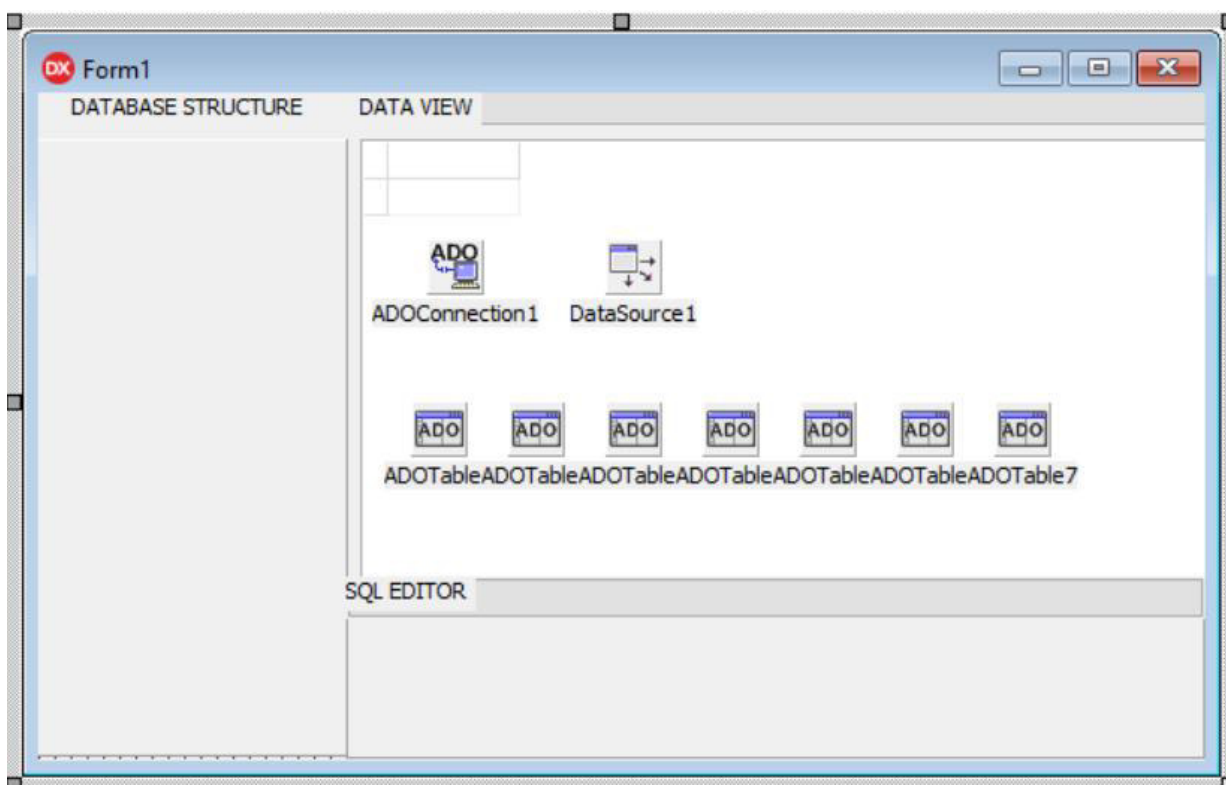 DX Form1
DATABASE STRUCTURE DATA VIEW
ADO ADOConnection1 DataSource1
ADO ADO ADO ADO ADO ADO ADO
ADOTableADOTableADOTableADOTableADOTableADOTableADOTable7
SQL EDITOR